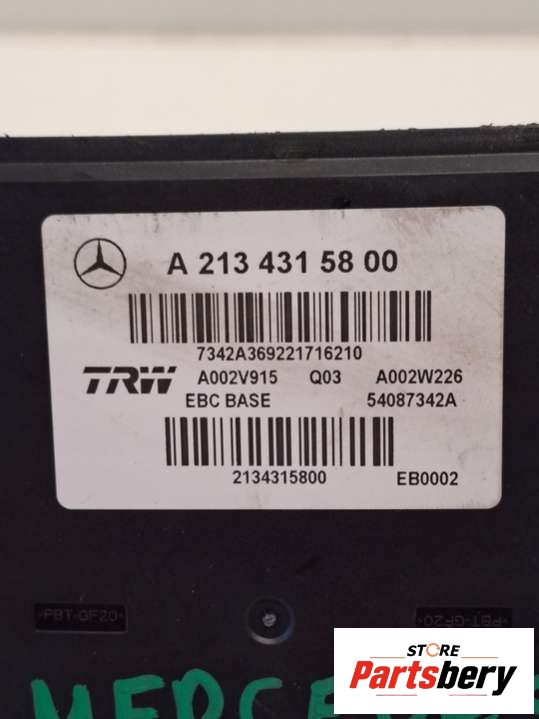 A 213 431 58 00
7342A369221716210
TRW A002V915 Q03 A002W226
EBC BASE 54087342A
2134315800 EB0002
>PBT-GF20< >PBT-GF20<
STORE
Partsbery